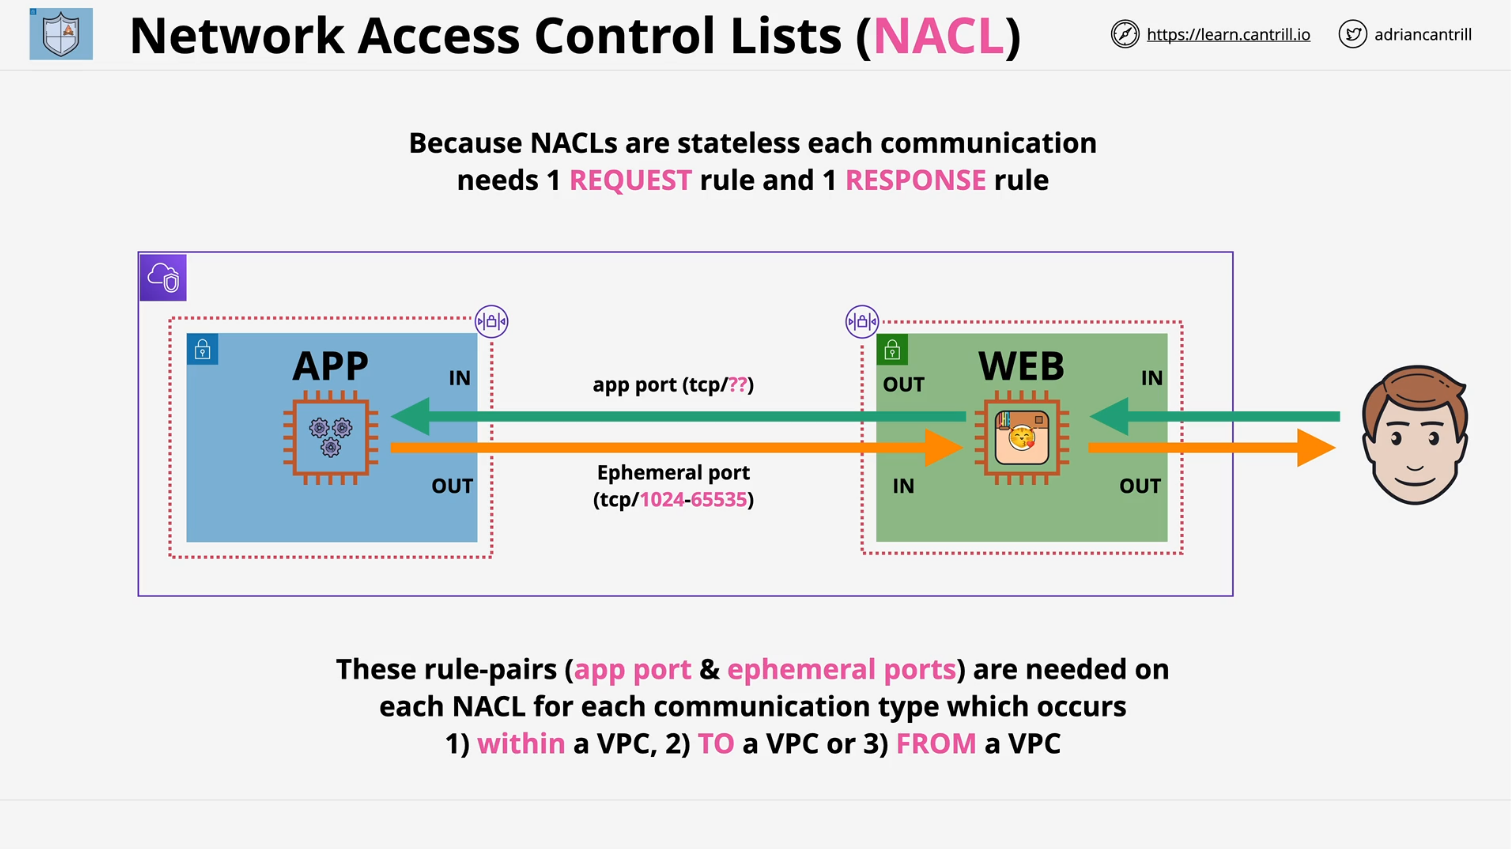 Network Access Control Lists (NACL)
https://learn.cantrill.io
adriancantrill
Because NACLs are stateless each communication
needs 1 REQUEST rule and 1 RESPONSE rule
APP
IN
OUT
app port (tcp/??)
Ephemeral port
(tcp/1024-65535)
WEB
OUT
IN
IN
OUT
These rule-pairs (app port & ephemeral ports) are needed on
each NACL for each communication type which occurs
1) within a VPC, 2) TO a VPC or 3) FROM a VPC